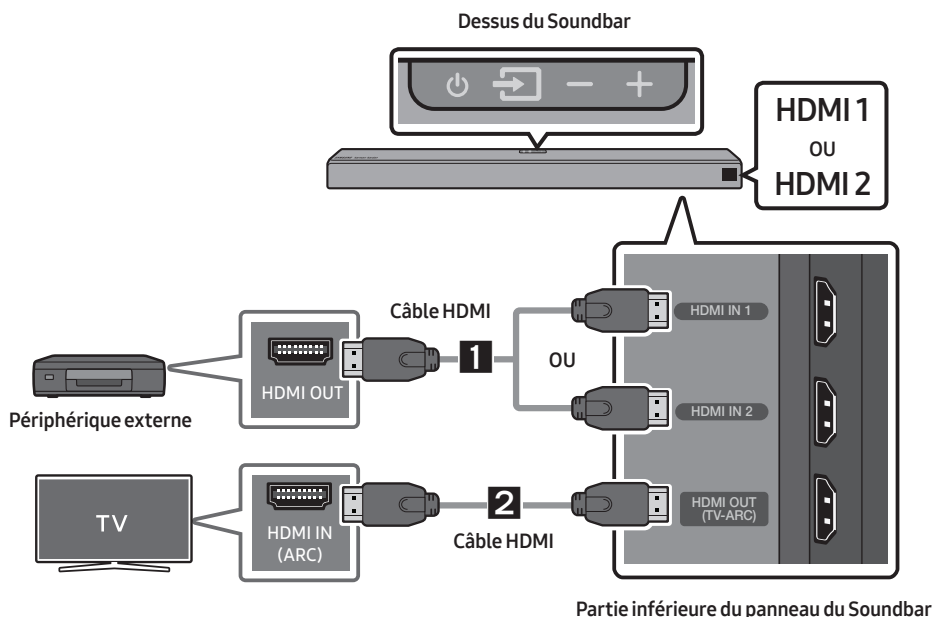 Dessus du Soundbar
HDMI 1
OU
HDMI 2
Câble HDMI
HDMI IN 1
1
OU
HDMI OUT
Périphérique externe
HDMI IN 2
TV
HDMI IN
(ARC)
2
Câble HDMI
HDMI OUT
(TV-ARC)
Partie inférieure du panneau du Soundbar